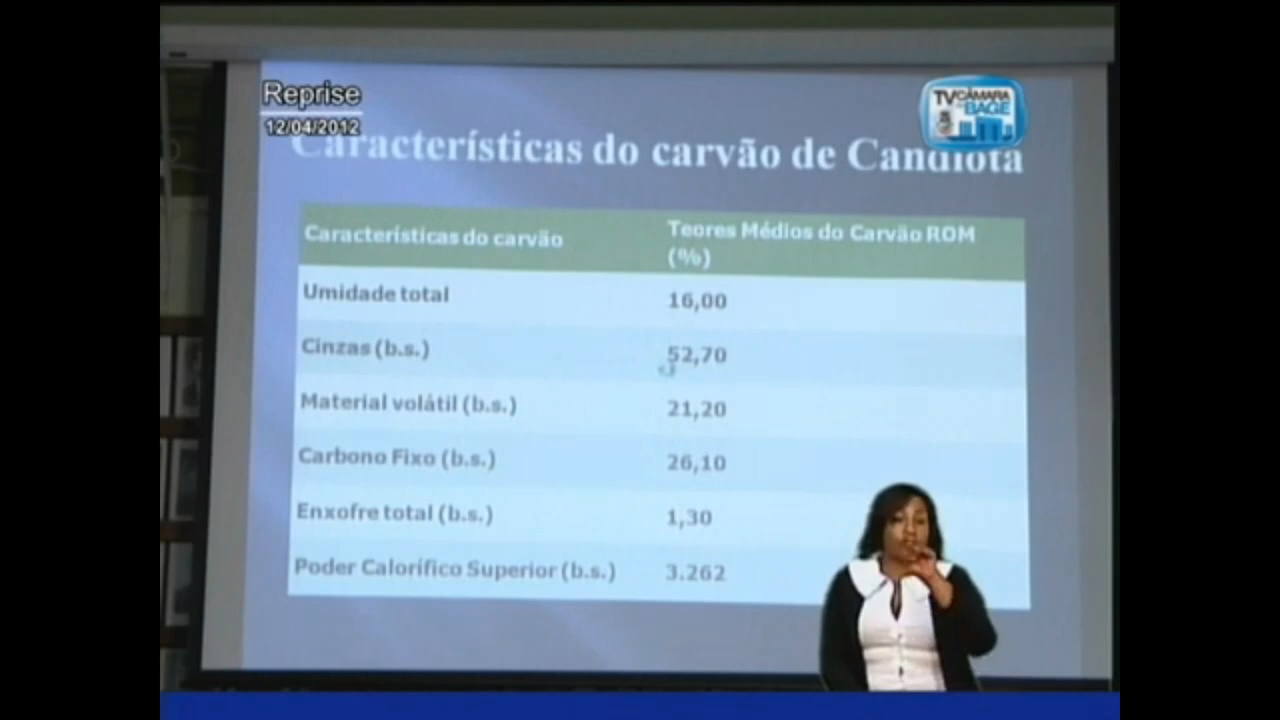 Reprise
12/04/2012
TV CÂMARA
BAGÉ
Características do carvão de Candiota
Características do carvão
Teores Médios do Carvão ROM
(%)
Umidade total 16,00
Cinzas (b.s.) 52,70
Material volátil (b.s.) 21,20
Carbono Fixo (b.s.) 26,10
Enxofre total (b.s.) 1,30
Poder Calorífico Superior (b.s.) 3.262